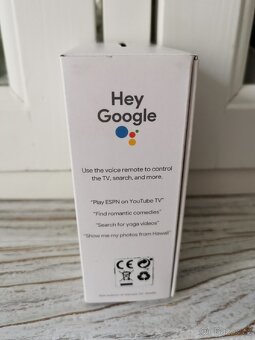 Hey
Google
Use the voice remote to control
the TV, search, and more.
"Play ESPN on YouTube TV"
"Find romantic comedies"
"Search for yoga videos"
"Show me my photos from Hawaii"
CE